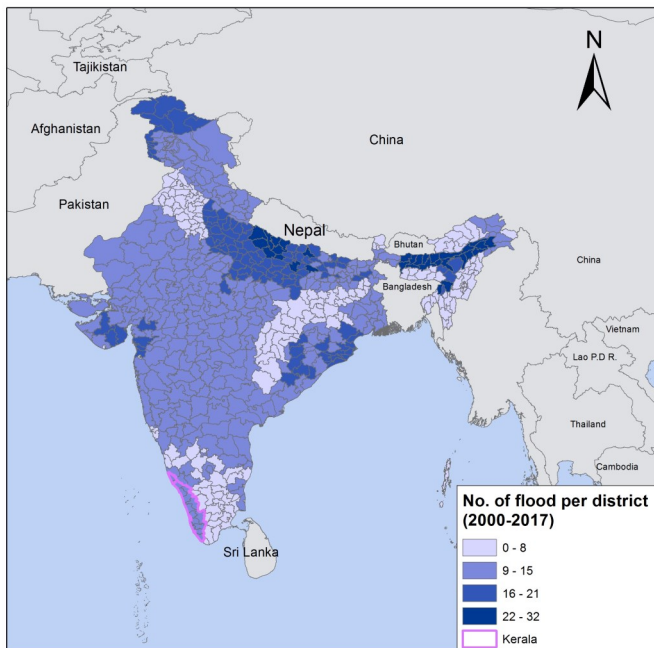 N
Tajikistan
Afghanistan
China
Pakistan
Nepal
Bhutan
China
Bangladesh
Vietnam
Lao P.D R.
Thailand
Cambodia
Sri Lanka
No. of flood per district
(2000-2017)
0 - 8
9 - 15
16 - 21
22 - 32
Kerala